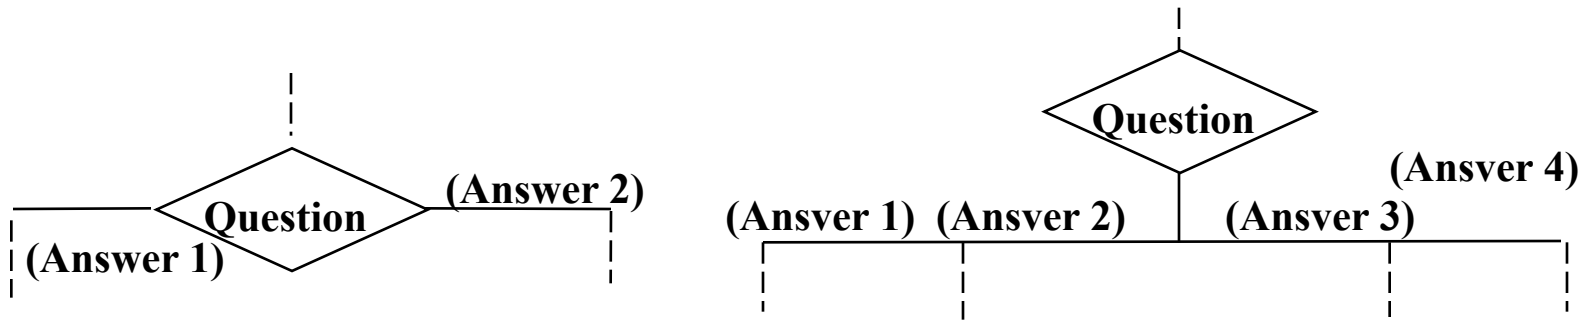 Question
(Answer 2)
(Answer 1)
Question
(Ansver 4)
(Ansver 1)
(Ansver 2)
(Ansver 3)